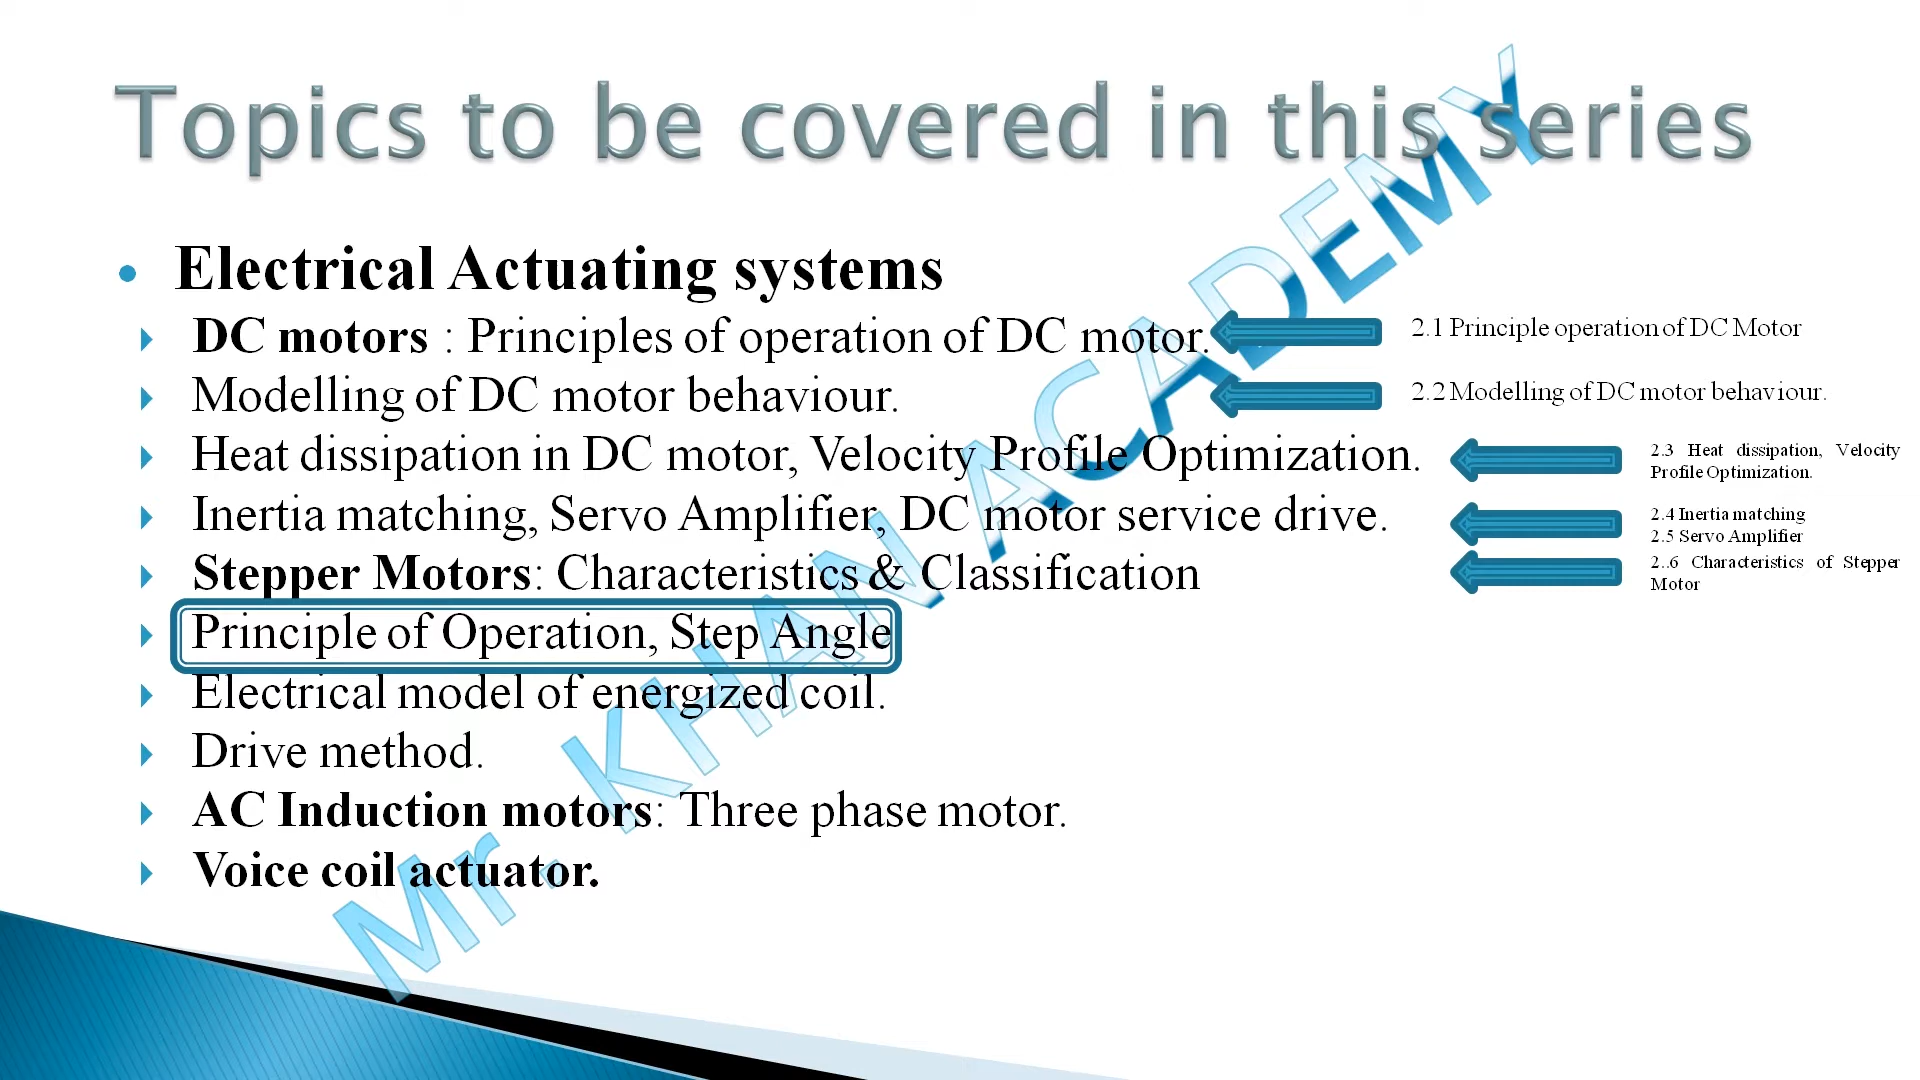 Topics to be covered in this series
• Electrical Actuating systems
DC motors : Principles of operation of DC motor.
2.1 Principle operation of DC Motor
Modelling of DC motor behaviour.
2.2 Modelling of DC motor behaviour.
Heat dissipation in DC motor, Velocity Profile Optimization.
2.3 Heat dissipation, Velocity
Profile Optimization.
Inertia matching, Servo Amplifier, DC motor service drive.
2.4 Inertia matching
2.5 Servo Amplifier
Stepper Motors: Characteristics & Classification
2..6 Characteristics of Stepper
Motor
Principle of Operation, Step Angle
Electrical model of energized coil.
Drive method.
AC Induction motors: Three phase motor.
Voice coil actuator.
Mr. KHAN ACADEMY